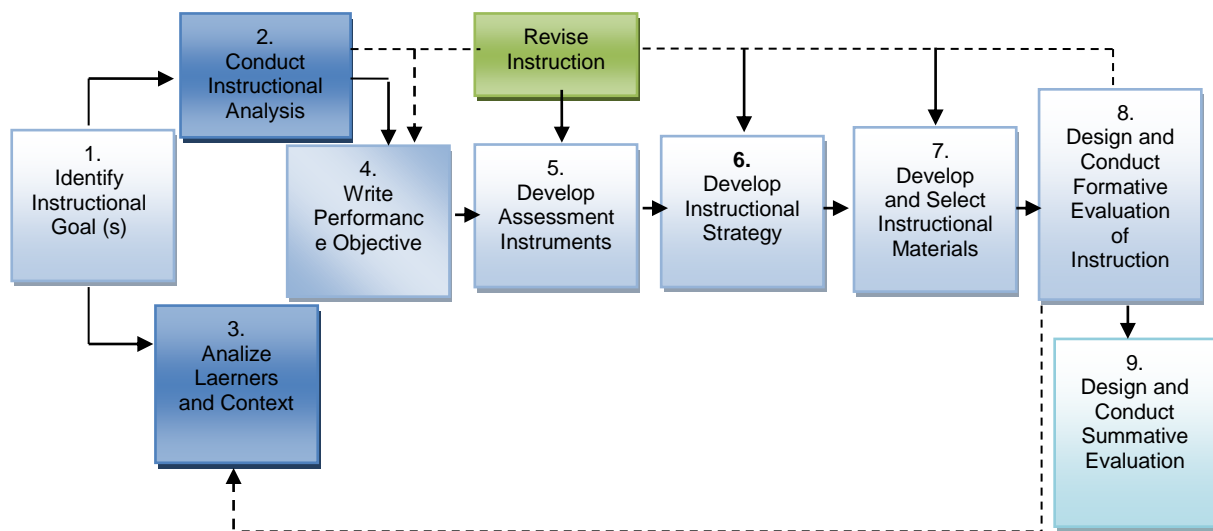 1.
Identify
Instructional
Goal (s)
2.
Conduct
Instructional
Analysis
3.
Analize
Laerners
and Context
Revise
Instruction
4.
Write
Performanc
e Objective
5.
Develop
Assessment
Instruments
6.
Develop
Instructional
Strategy
7.
Develop
and Select
Instructional
Materials
8.
Design and
Conduct
Formative
Evaluation
of
Instruction
9.
Design and
Conduct
Summative
Evaluation